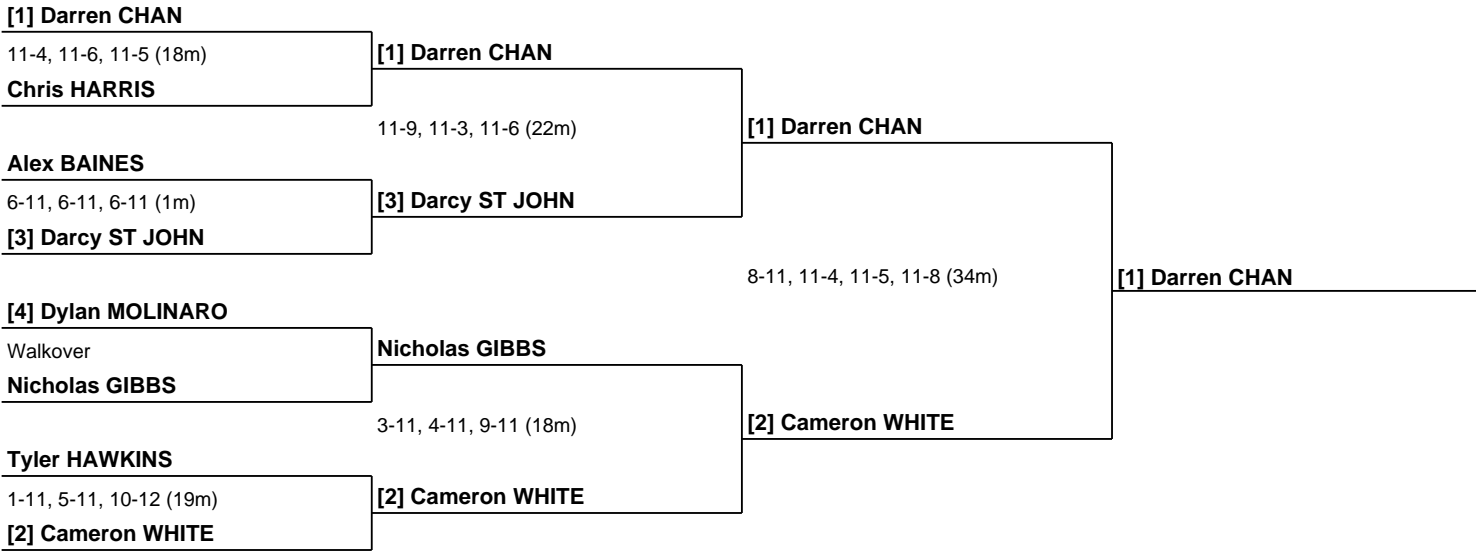 [1] Darren CHAN
11-4, 11-6, 11-5 (18m)
[1] Darren CHAN
Chris HARRIS
11-9, 11-3, 11-6 (22m)
[1] Darren CHAN
Alex BAINES
6-11, 6-11, 6-11 (1m)
[3] Darcy ST JOHN
[3] Darcy ST JOHN
8-11, 11-4, 11-5, 11-8 (34m)
[1] Darren CHAN
[4] Dylan MOLINARO
Walkover
Nicholas GIBBS
Nicholas GIBBS
3-11, 4-11, 9-11 (18m)
[2] Cameron WHITE
Tyler HAWKINS
1-11, 5-11, 10-12 (19m)
[2] Cameron WHITE
[2] Cameron WHITE